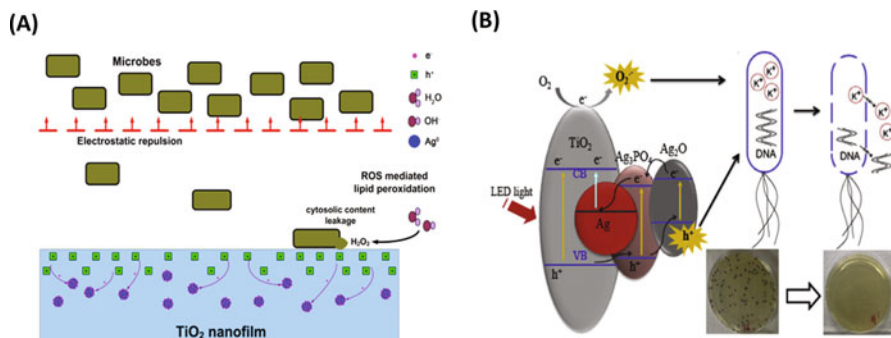 (A)
Microbes
e⁻
h⁺
H₂O
OH⁻
Ag⁰
Electrostatic repulsion
ROS mediated
lipid peroxidation
cytosolic content
leakage
H₂O₂
TiO₂ nanofilm
(B)
O₂
O₂⁻
e⁻
TiO₂
Ag₃PO₄
Ag₂O
e⁻
e⁻
CB
e⁻
e⁻
LED light
Ag
h⁺
VB
h⁺
h⁺
K⁺
K⁺
K⁺
DNA
K⁺
K⁺
K⁺
DNA